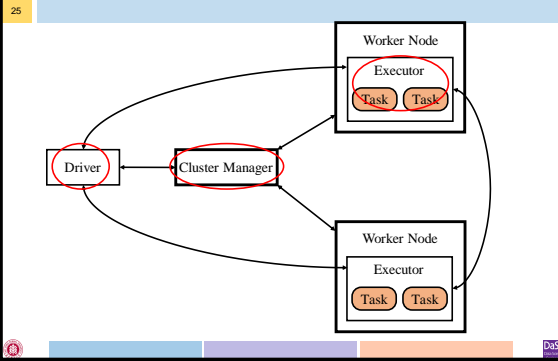 25
Worker Node
Executor
Task Task
Driver
Cluster Manager
Worker Node
Executor
Task Task
DaS